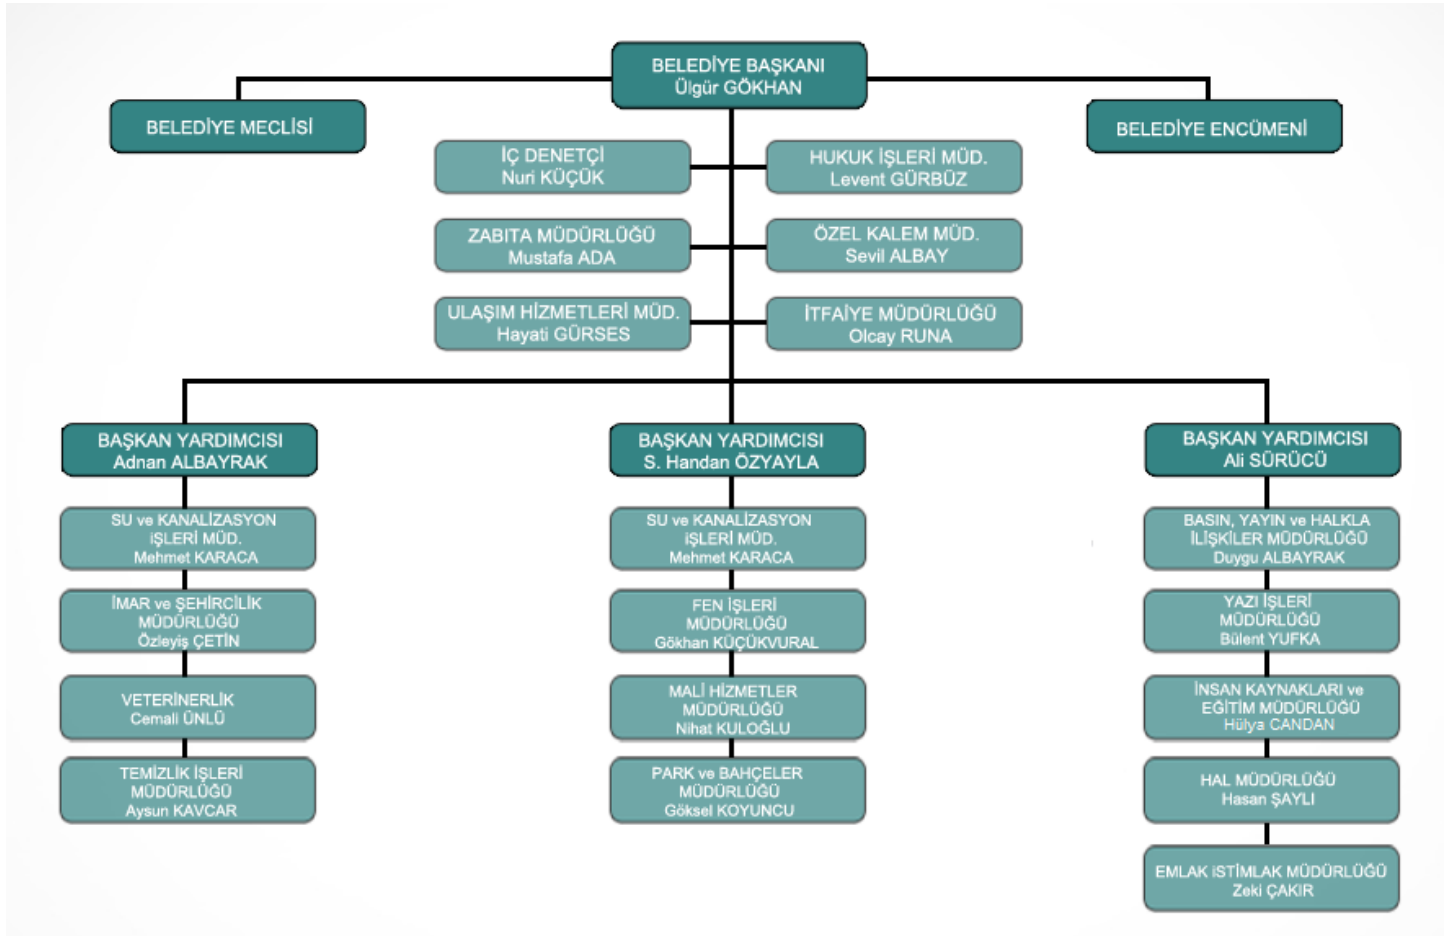 BELEDİYE BAŞKANI
Ülgür GÖKHAN
BELEDİYE MECLİSİ
BELEDİYE ENCÜMENİ
İÇ DENETÇİ
Nuri KÜÇÜK
HUKUK İŞLERİ MÜD.
Levent GÜRBÜZ
ZABITA MÜDÜRLÜĞÜ
Mustafa ADA
ÖZEL KALEM MÜD.
Sevil ALBAY
ULAŞIM HİZMETLERİ MÜD.
Hayati GÜRSES
İTFAİYE MÜDÜRLÜĞÜ
Olcay RUNA
BAŞKAN YARDIMCISI
Adnan ALBAYRAK
SU ve KANALİZASYON
iŞLERİ MÜD.
Mehmet KARACA
İMAR ve ŞEHİRCİLİK
MÜDÜRLÜĞÜ
Özleyiş ÇETİN
VETERİNERLİK
Cemali ÜNLÜ
TEMİZLİK İŞLERİ
MÜDÜRLÜĞÜ
Aysun KAVCAR
BAŞKAN YARDIMCISI
S. Handan ÖZYAYLA
SU ve KANALİZASYON
iŞLERİ MÜD.
Mehmet KARACA
FEN İŞLERİ
MÜDÜRLÜĞÜ
Gökhan KÜÇÜKVURAL
MALİ HİZMETLER
MÜDÜRLÜĞÜ
Nihat KULOĞLU
PARK ve BAHÇELER
MÜDÜRLÜĞÜ
Göksel KOYUNCU
BAŞKAN YARDIMCISI
Ali SÜRÜCÜ
BASIN, YAYIN ve HALKLA
İLİŞKİLER MÜDÜRLÜĞÜ
Duygu ALBAYRAK
YAZI İŞLERİ
MÜDÜRLÜĞÜ
Bülent YUFKA
İNSAN KAYNAKLARI ve
EĞİTİM MÜDÜRLÜĞÜ
Hülya CANDAN
HAL MÜDÜRLÜĞÜ
Hasan ŞAYLI
EMLAK iSTİMLAK MÜDÜRLÜĞÜ
Zeki ÇAKIR